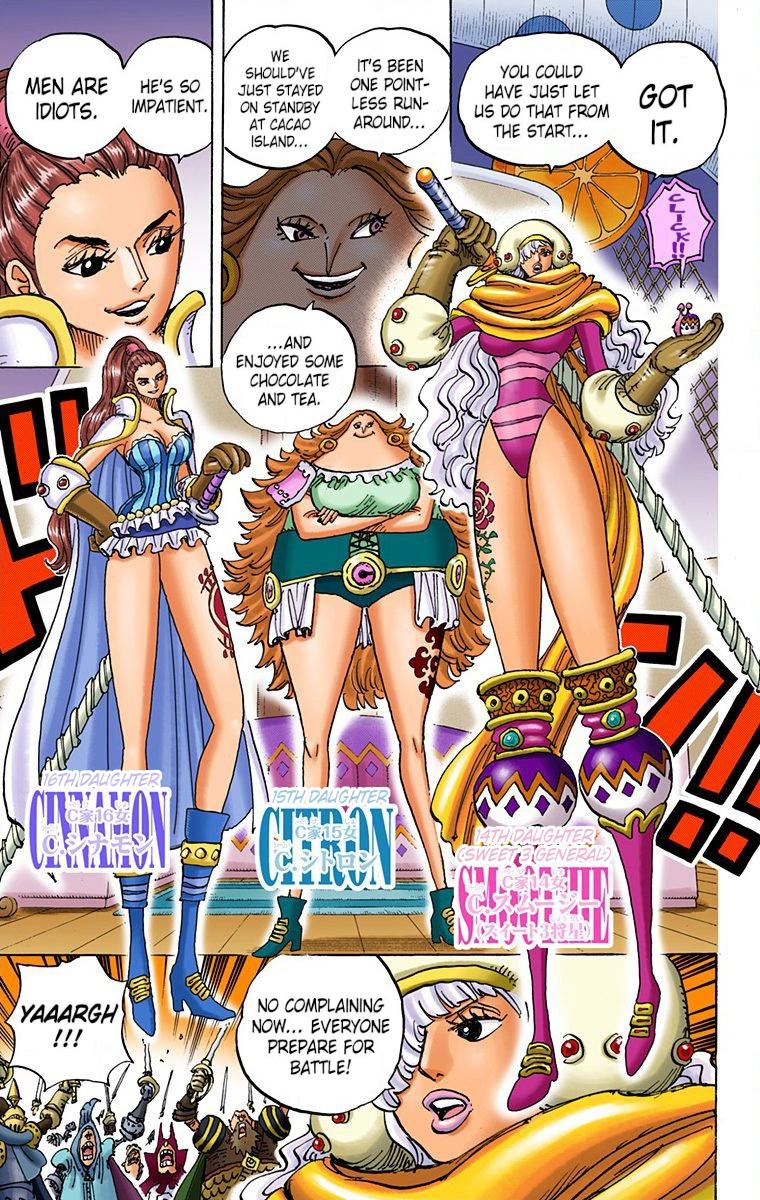 GOT
IT.
YOU COULD
HAVE JUST LET
US DO THAT FROM
THE START...
CLICK!!
IT'S BEEN
ONE POINT-
LESS RUN-
AROUND...
WE
SHOULD'VE
JUST STAYED
ON STANDBY
AT CACAO
ISLAND...
...AND
ENJOYED SOME
CHOCOLATE
AND TEA.
HE'S SO
IMPATIENT.
MEN ARE
IDIOTS.
14TH DAUGHTER
(SWEET 3 GENERAL)
SMOOTHIE
C家14女
C.スムージー
(スイート3将星)
15TH DAUGHTER
CITRON
C家15女
C.シトロン
16TH DAUGHTER
CINNAMON
C家16女
C.シナモン
NO COMPLAINING
NOW... EVERYONE
PREPARE FOR
BATTLE!
YAAARGH
!!!